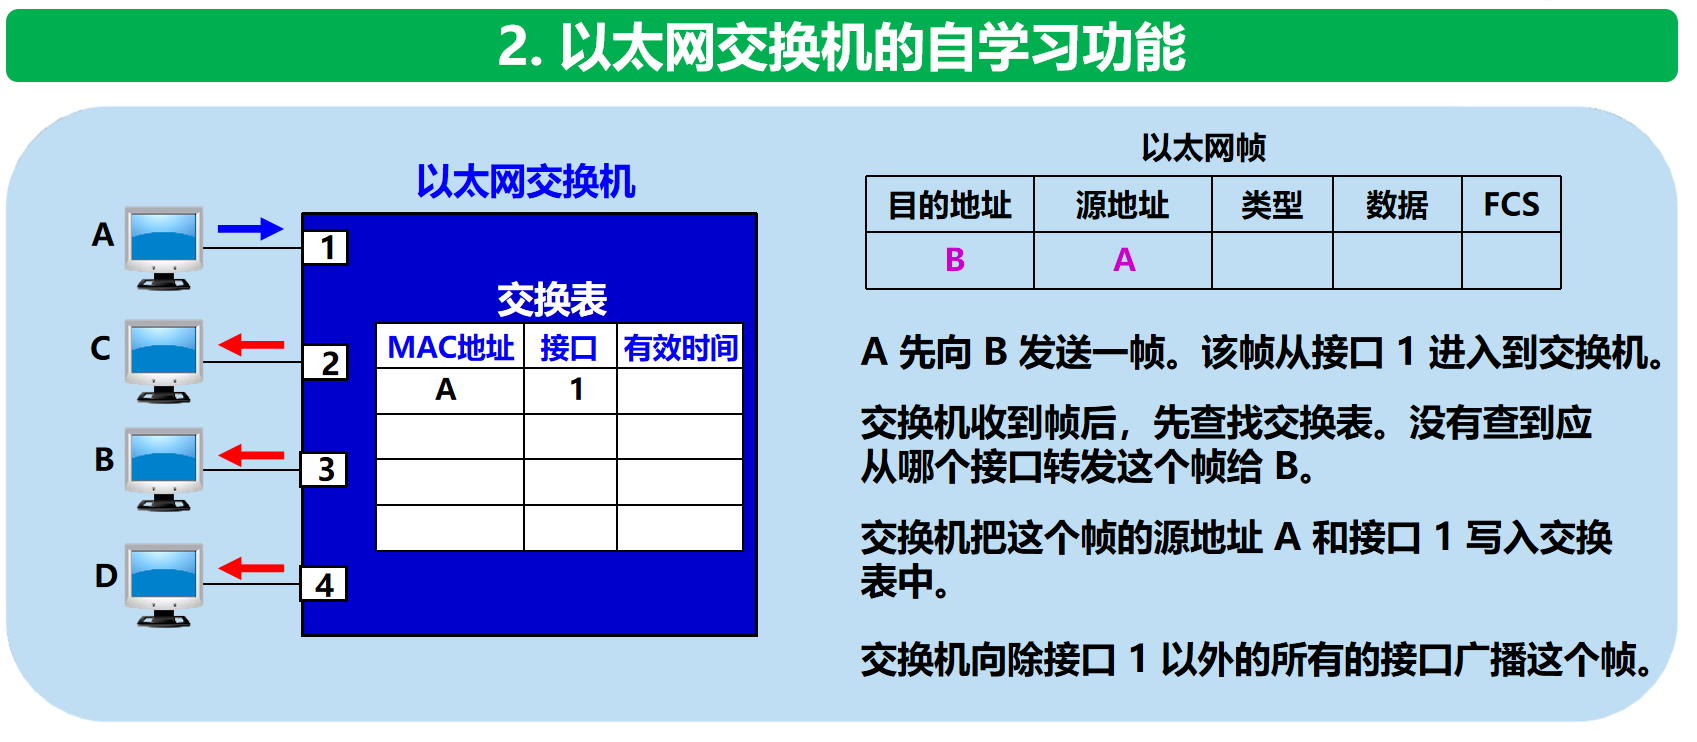 2. 以太网交换机的自学习功能
以太网交换机
A
1
C
2
B
3
D
4
交换表
MAC地址 接口 有效时间
A 1
以太网帧
目的地址 源地址 类型 数据 FCS
B A
A 先向 B 发送一帧。该帧从接口 1 进入到交换机。
交换机收到帧后，先查找交换表。没有查到应
从哪个接口转发这个帧给 B。
交换机把这个帧的源地址 A 和接口 1 写入交换
表中。
交换机向除接口 1 以外的所有的接口广播这个帧。